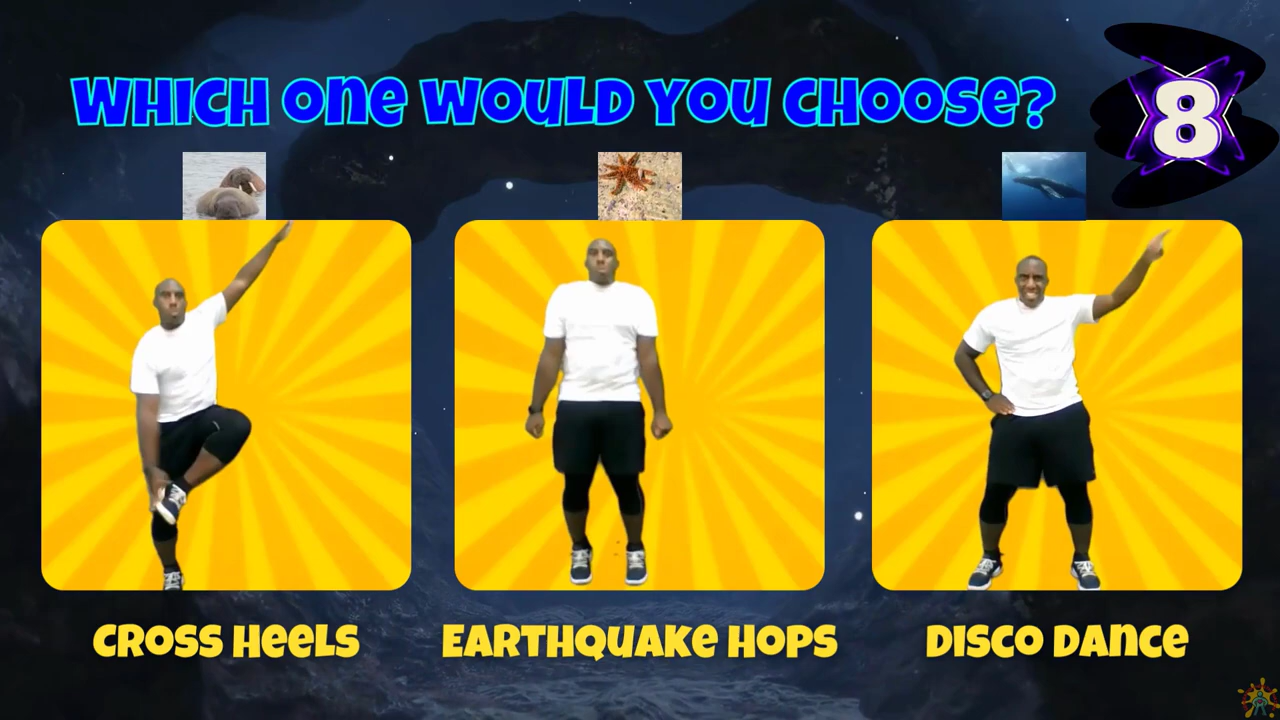 WHICH ONE WOULD YOU CHOOSE?
8
CROSS HEELS
EARTHQUAKE HOPS
DISCO DANCE